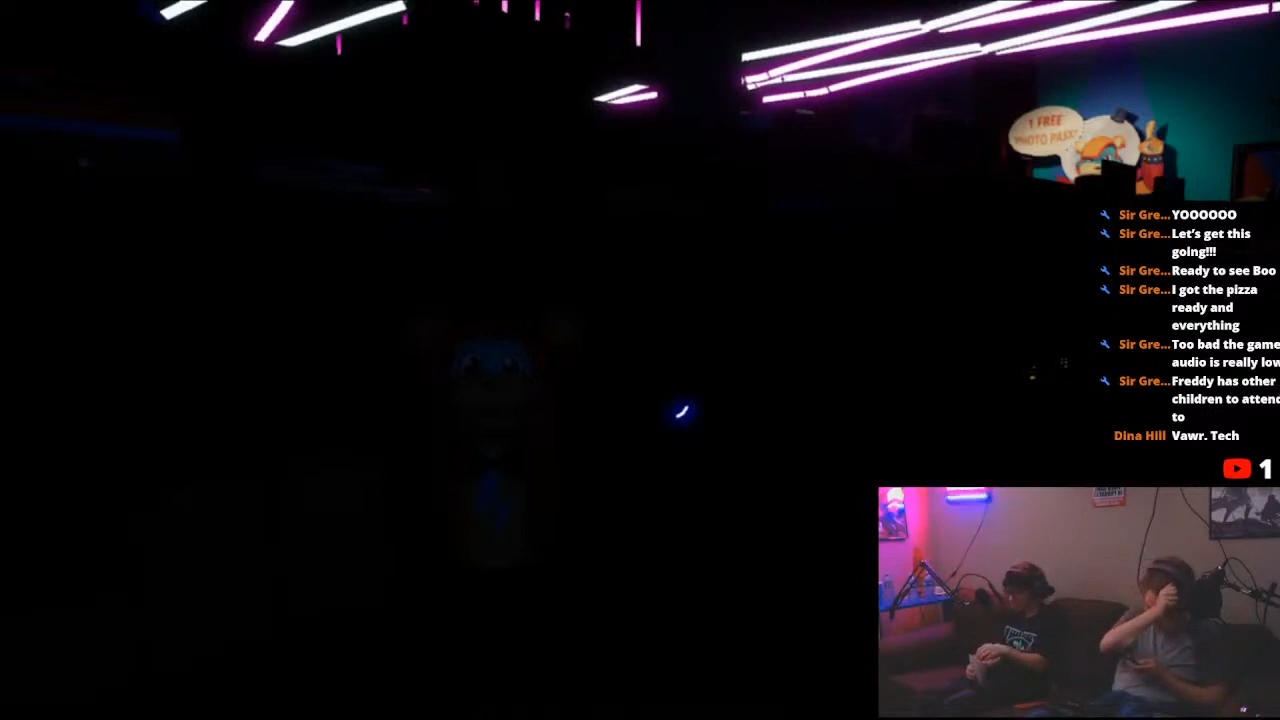 1 FREE
PHOTO PASS!
Sir Gre... YOOOOOO
Sir Gre... Let's get this
going!!!
Sir Gre... Ready to see Boo
Sir Gre... I got the pizza
ready and
everything
Sir Gre... Too bad the game
audio is really low
Sir Gre... Freddy has other
children to attend
to
Dina Hill Vawr. Tech
1